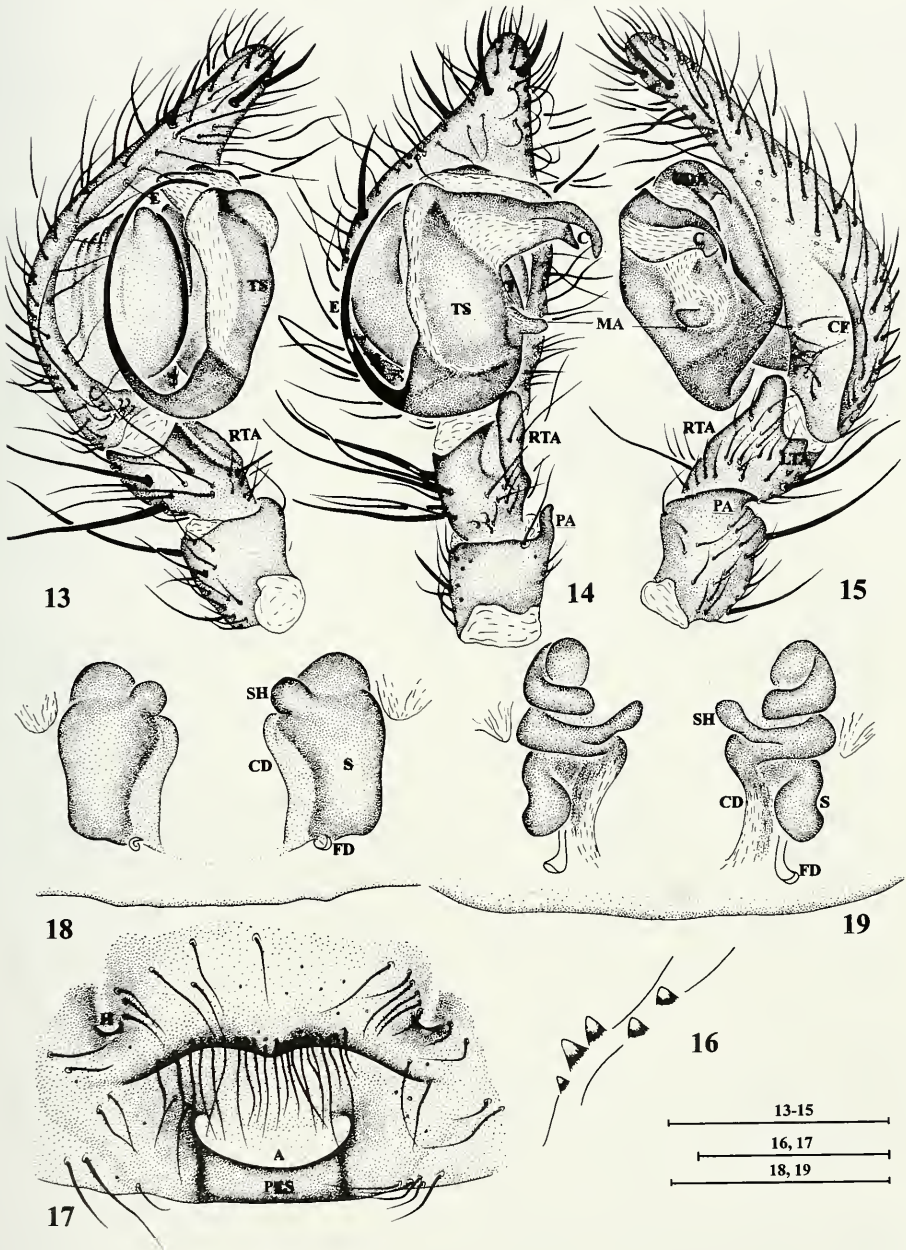 E
TS
RTA
13
E
TS
C
T
MA
RTA
PA
14
C
CF
RTA
LTA
PA
15
SH
CD
S
FD
18
SH
CD
S
FD
19
H
A
PES
17
16
13-15
16, 17
18, 19